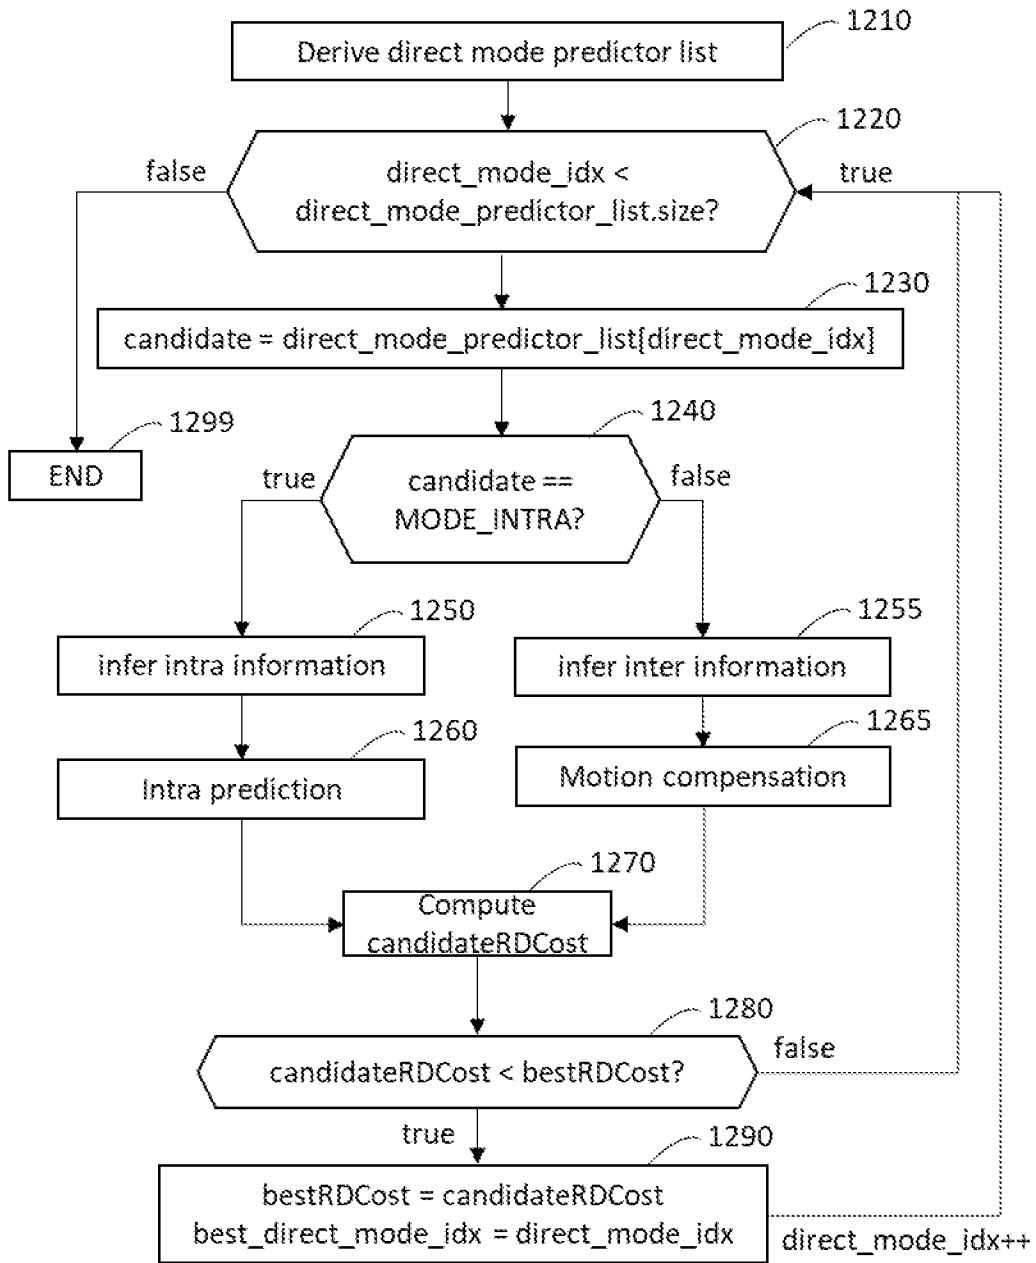 1210
Derive direct mode predictor list
1220
false
true
direct_mode_idx <
direct_mode_predictor_list.size?
1230
candidate = direct_mode_predictor_list[direct_mode_idx]
1299
END
1240
true
false
candidate ==
MODE_INTRA?
1250
infer intra information
1255
infer inter information
1260
Intra prediction
1265
Motion compensation
1270
Compute
candidateRDCost
1280
candidateRDCost < bestRDCost?
false
true
1290
bestRDCost = candidateRDCost
best_direct_mode_idx = direct_mode_idx
direct_mode_idx++